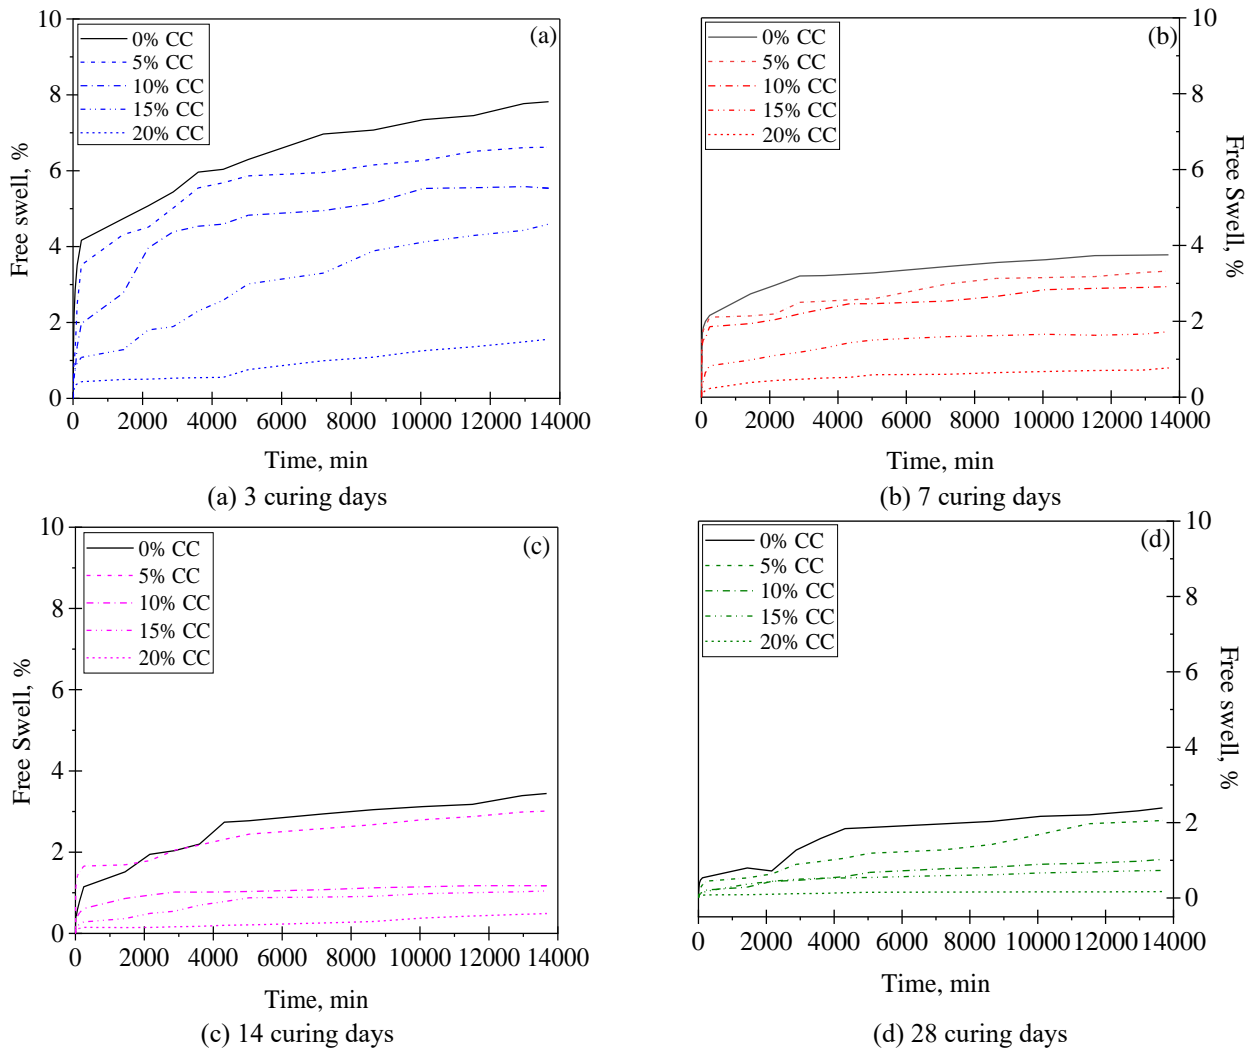 10
8
6
4
2
0
Free swell, %
0% CC
5% CC
10% CC
15% CC
20% CC
(a)
0 2000 4000 6000 8000 10000 12000 14000
Time, min
(a) 3 curing days
0% CC
5% CC
10% CC
15% CC
20% CC
(b)
10
8
6
4
2
0
Free Swell, %
0 2000 4000 6000 8000 10000 12000 14000
Time, min
(b) 7 curing days
10
8
6
4
2
0
Free Swell, %
0% CC
5% CC
10% CC
15% CC
20% CC
(c)
0 2000 4000 6000 8000 10000 12000 14000
Time, min
(c) 14 curing days
0% CC
5% CC
10% CC
15% CC
20% CC
(d)
10
8
6
4
2
0
Free swell, %
0 2000 4000 6000 8000 10000 12000 14000
Time, min
(d) 28 curing days